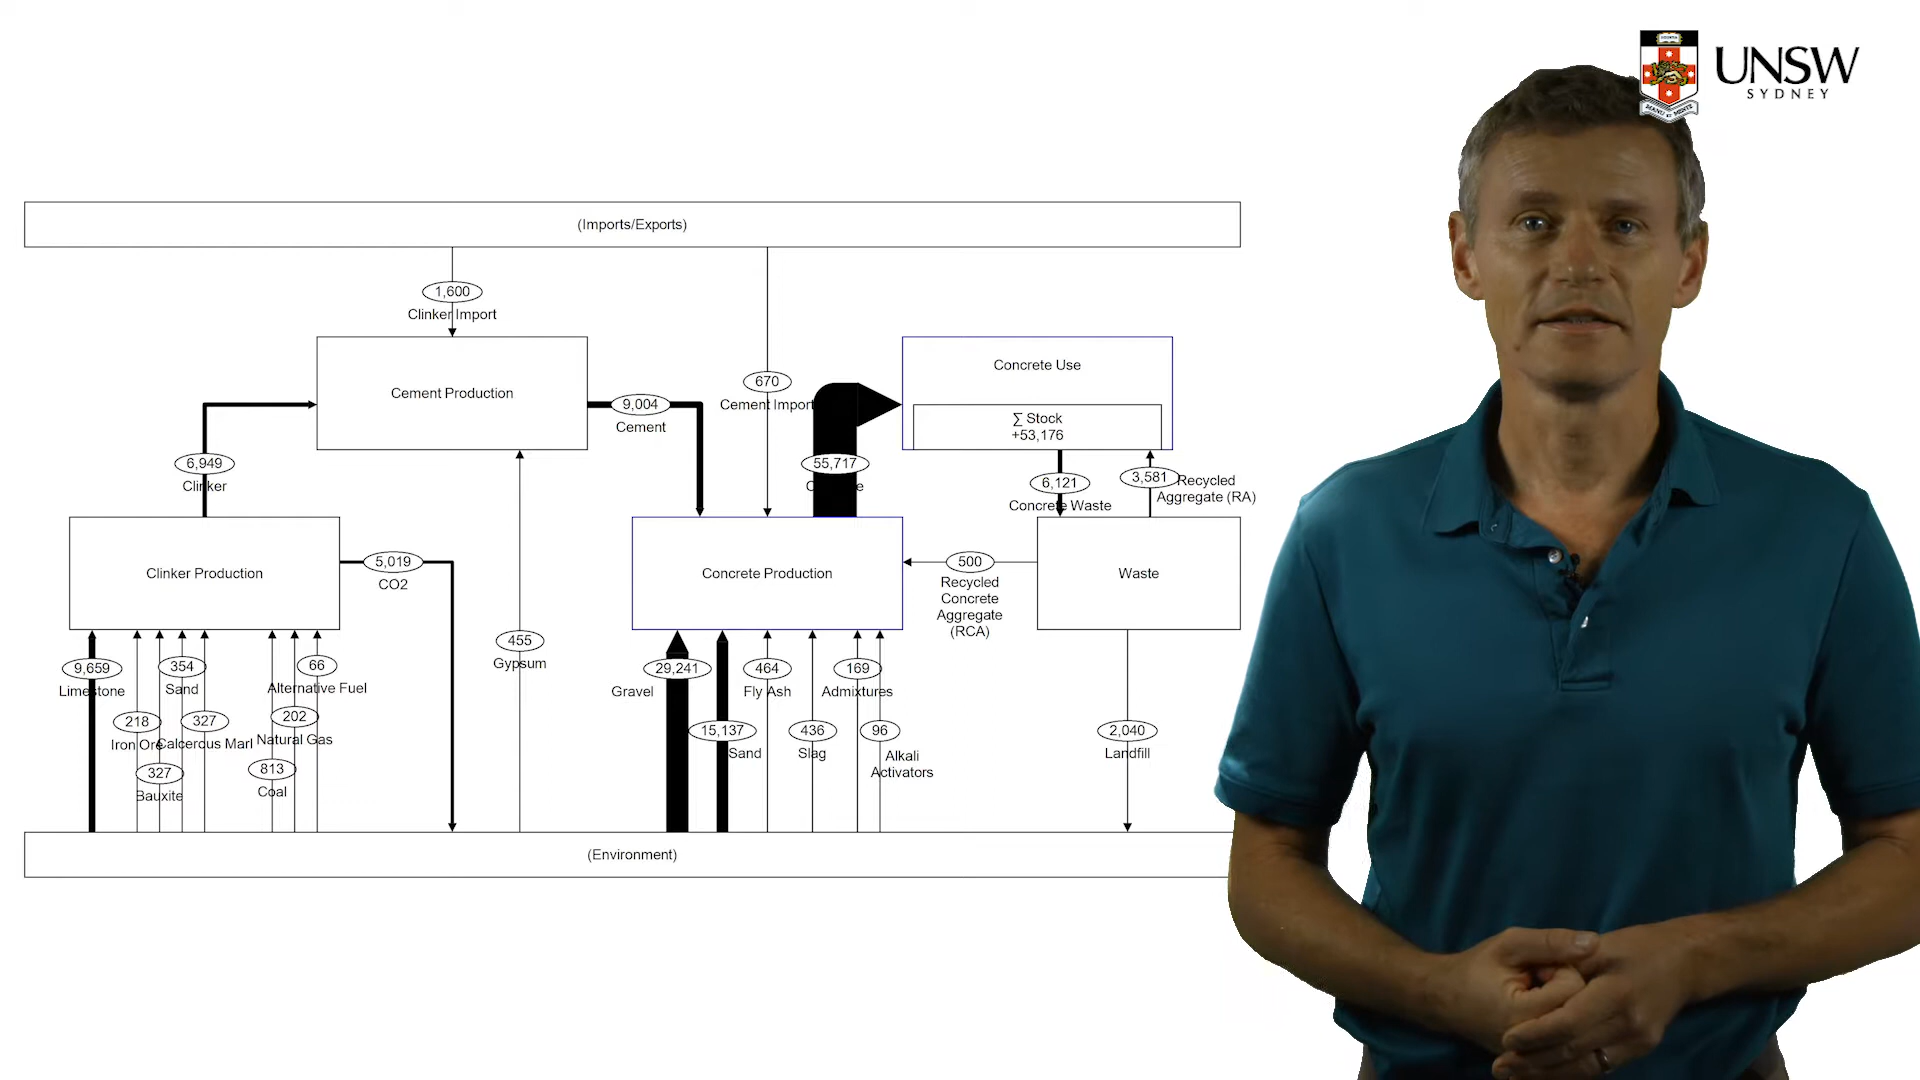 UNSW
SYDNEY
(Imports/Exports)
1,600
Clinker Import
670
Cement Import
Cement Production
9,004
Cement
Concrete Use
∑ Stock
+53,176
55,717
6,949
Clinker
6,121
Concrete Waste
3,581
Recycled
Aggregate (RA)
Clinker Production
5,019
CO2
Concrete Production
500
Recycled
Concrete
Aggregate
(RCA)
Waste
455
Gypsum
9,659
Limestone
218
Iron Ore
327
Bauxite
354
Sand
327
Calcerous Marl
813
Coal
202
Natural Gas
66
Alternative Fuel
29,241
Gravel
15,137
Sand
464
Fly Ash
436
Slag
169
Admixtures
96
Alkali
Activators
2,040
Landfill
(Environment)